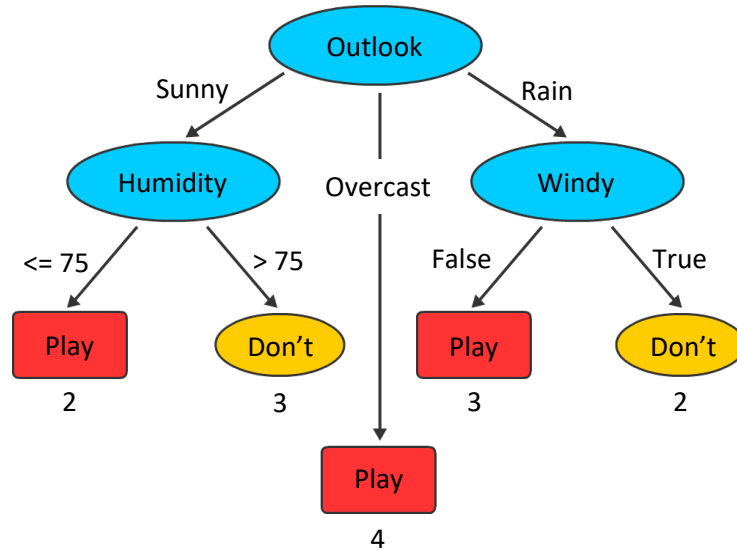 Outlook
Sunny
Rain
Humidity
Overcast
Windy
<= 75
> 75
False
True
Play
Don’t
Play
Don’t
2
3
3
2
Play
4